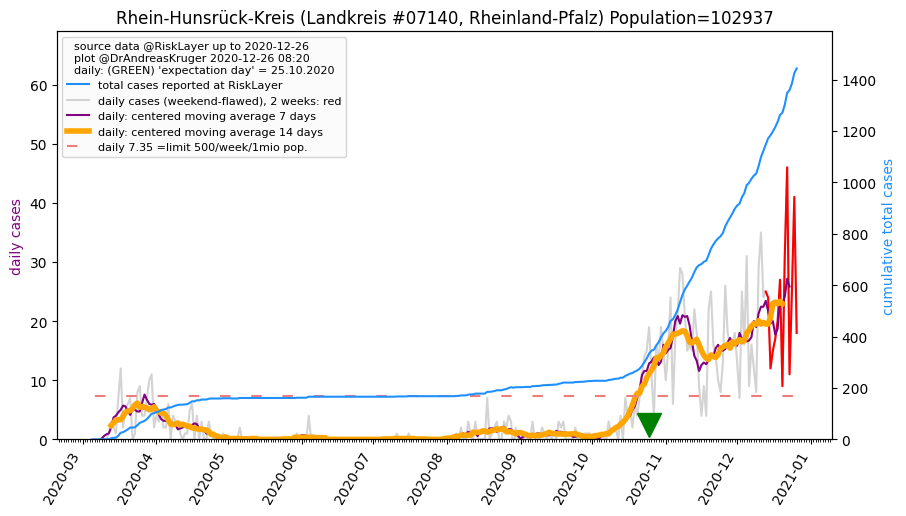 Rhein-Hunsrück-Kreis (Landkreis #07140, Rheinland-Pfalz) Population=102937
source data @RiskLayer up to 2020-12-26
plot @DrAndreasKruger 2020-12-26 08:20
daily: (GREEN) 'expectation day' = 25.10.2020
total cases reported at RiskLayer
daily cases (weekend-flawed), 2 weeks: red
daily: centered moving average 7 days
daily: centered moving average 14 days
daily 7.35 =limit 500/week/1mio pop.
daily cases
0
10
20
30
40
50
60
cumulative total cases
0
200
400
600
800
1000
1200
1400
2020-03
2020-04
2020-05
2020-06
2020-07
2020-08
2020-09
2020-10
2020-11
2020-12
2021-01